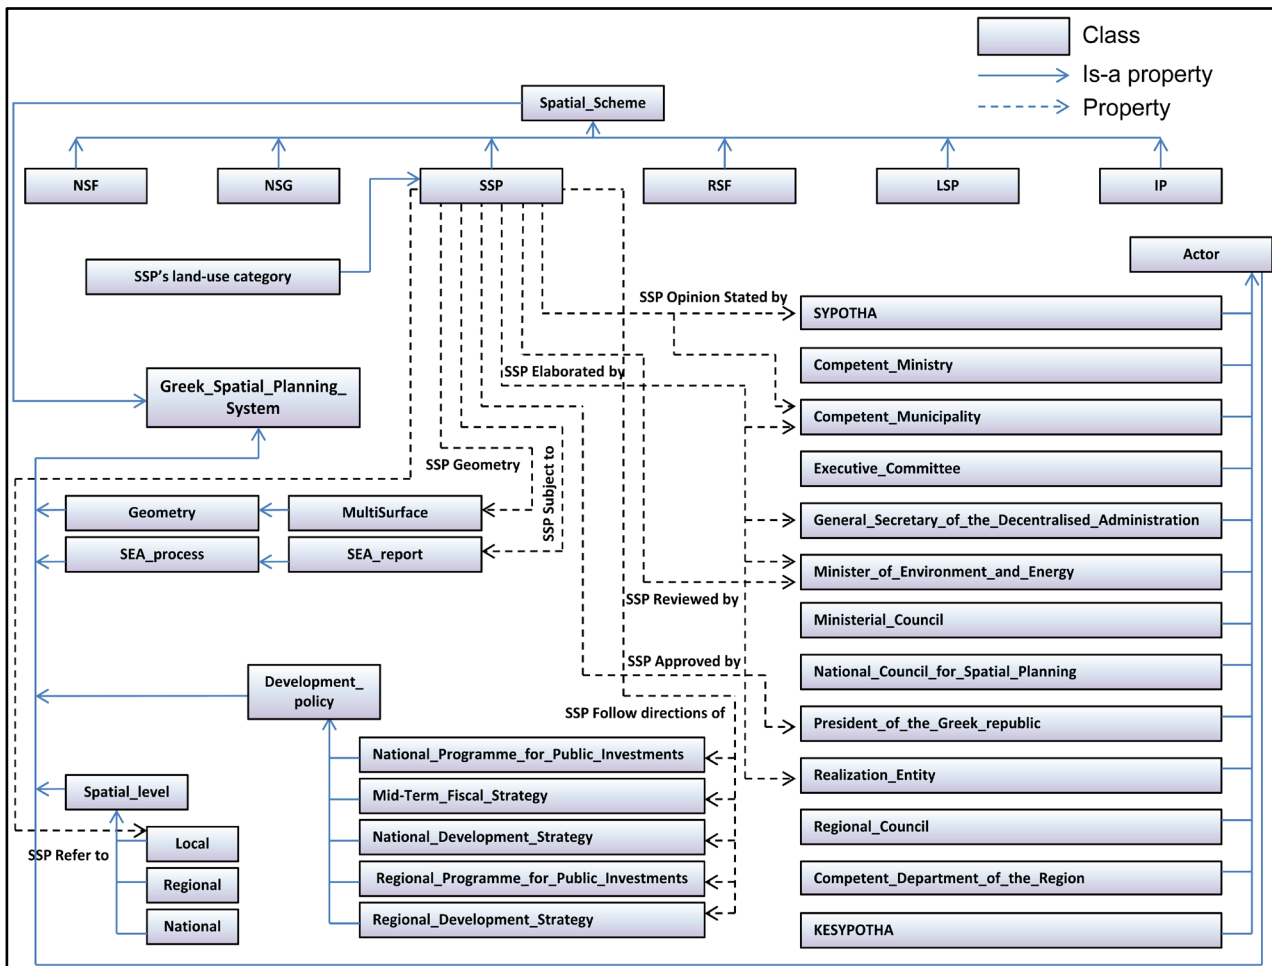 Class
Is-a property
Property
Spatial_Scheme
NSF
NSG
SSP
RSF
LSP
IP
Actor
SSP's land-use category
SSP Opinion Stated by
SYPOTHA
Competent_Ministry
SSP Elaborated by
Greek_Spatial_Planning_
System
Competent_Municipality
SSP Geometry
SSP Subject to
Executive_Committee
Geometry
MultiSurface
General_Secretary_of_the_Decentralised_Administration
SEA_process
SEA_report
Minister_of_Environment_and_Energy
SSP Reviewed by
Ministerial_Council
SSP Approved by
National_Council_for_Spatial_Planning
Development_
policy
SSP Follow directions of
President_of_the_Greek_republic
National_Programme_for_Public_Investments
Realization_Entity
Spatial_level
Mid-Term_Fiscal_Strategy
Regional_Council
National_Development_Strategy
Local
SSP Refer to
Regional_Programme_for_Public_Investments
Competent_Department_of_the_Region
Regional
Regional_Development_Strategy
National
KESYPOTHA